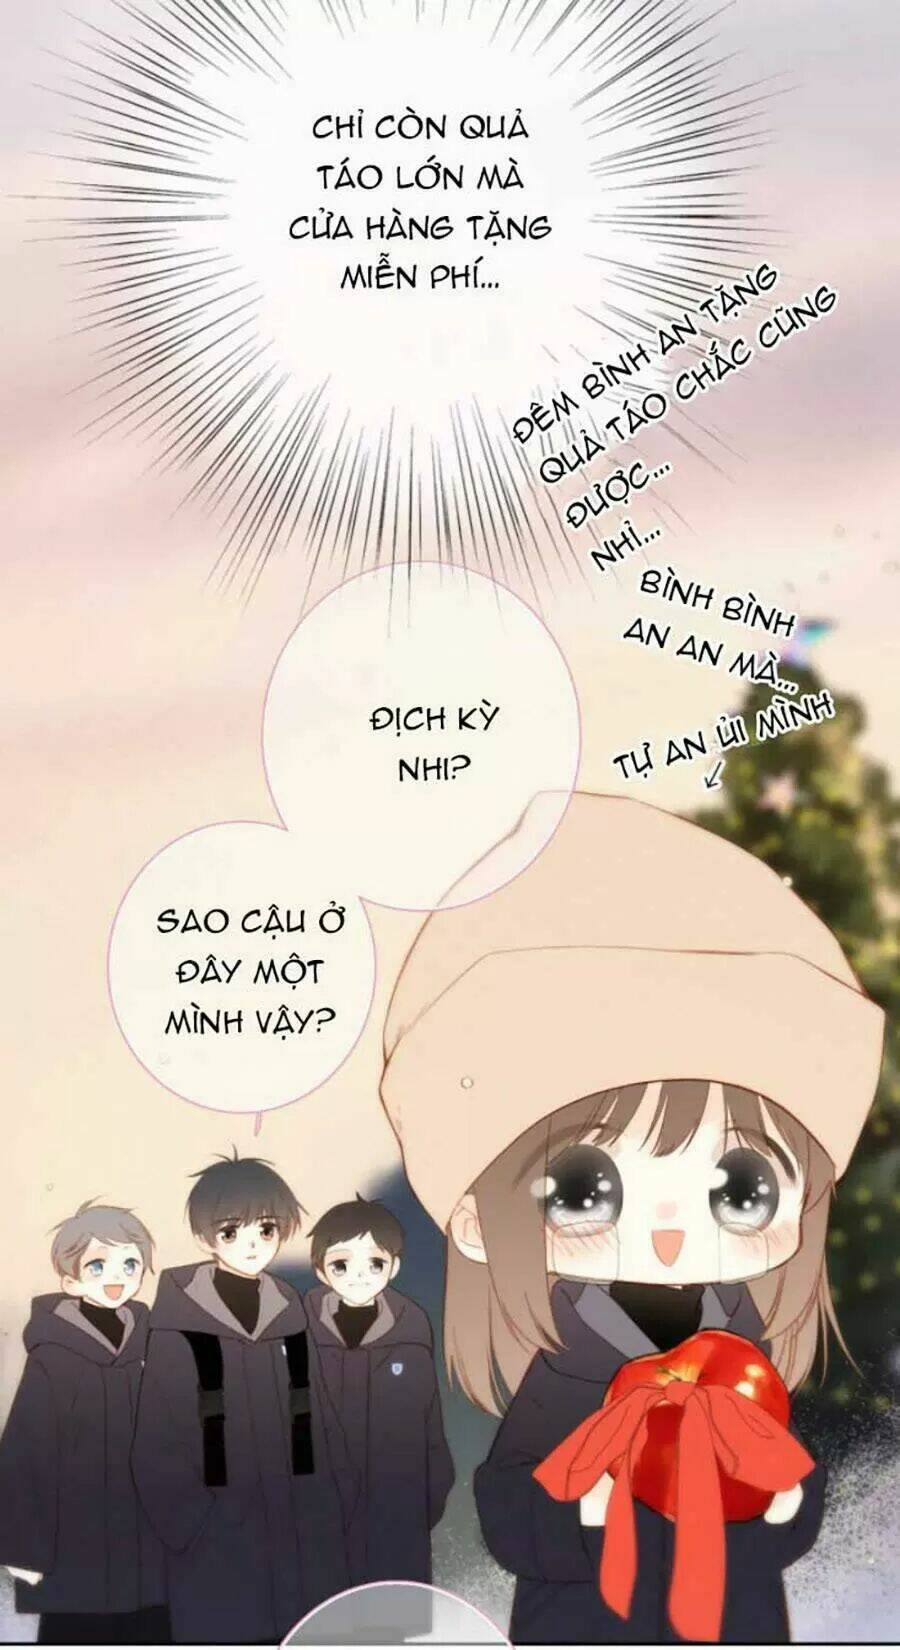 CHỈ CÒN QUẢ
TÁO LỚN MÀ
CỬA HÀNG TẶNG
MIỄN PHÍ...
ĐÊM BÌNH AN TẶNG
QUẢ TÁO CHẮC CŨNG
ĐƯỢC...
NHỈ...
BÌNH BÌNH
AN AN MÀ...
TỰ AN ỦI MÌNH
ĐỊCH KỲ
NHI?
SAO CẬU Ở
ĐÂY MỘT
MÌNH VẬY?